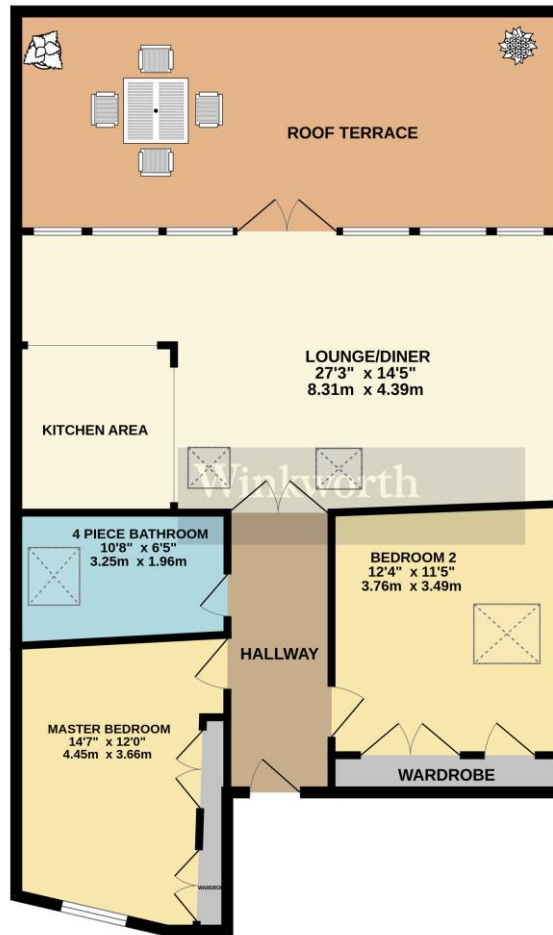 ROOF TERRACE
LOUNGE/DINER
27'3" x 14'5"
8.31m x 4.39m
KITCHEN AREA
Winkworth
4 PIECE BATHROOM
10'8" x 6'5"
3.25m x 1.96m
BEDROOM 2
12'4" x 11'5"
3.76m x 3.49m
HALLWAY
MASTER BEDROOM
14'7" x 12'0"
4.45m x 3.66m
WARDROBE
WARDROBE